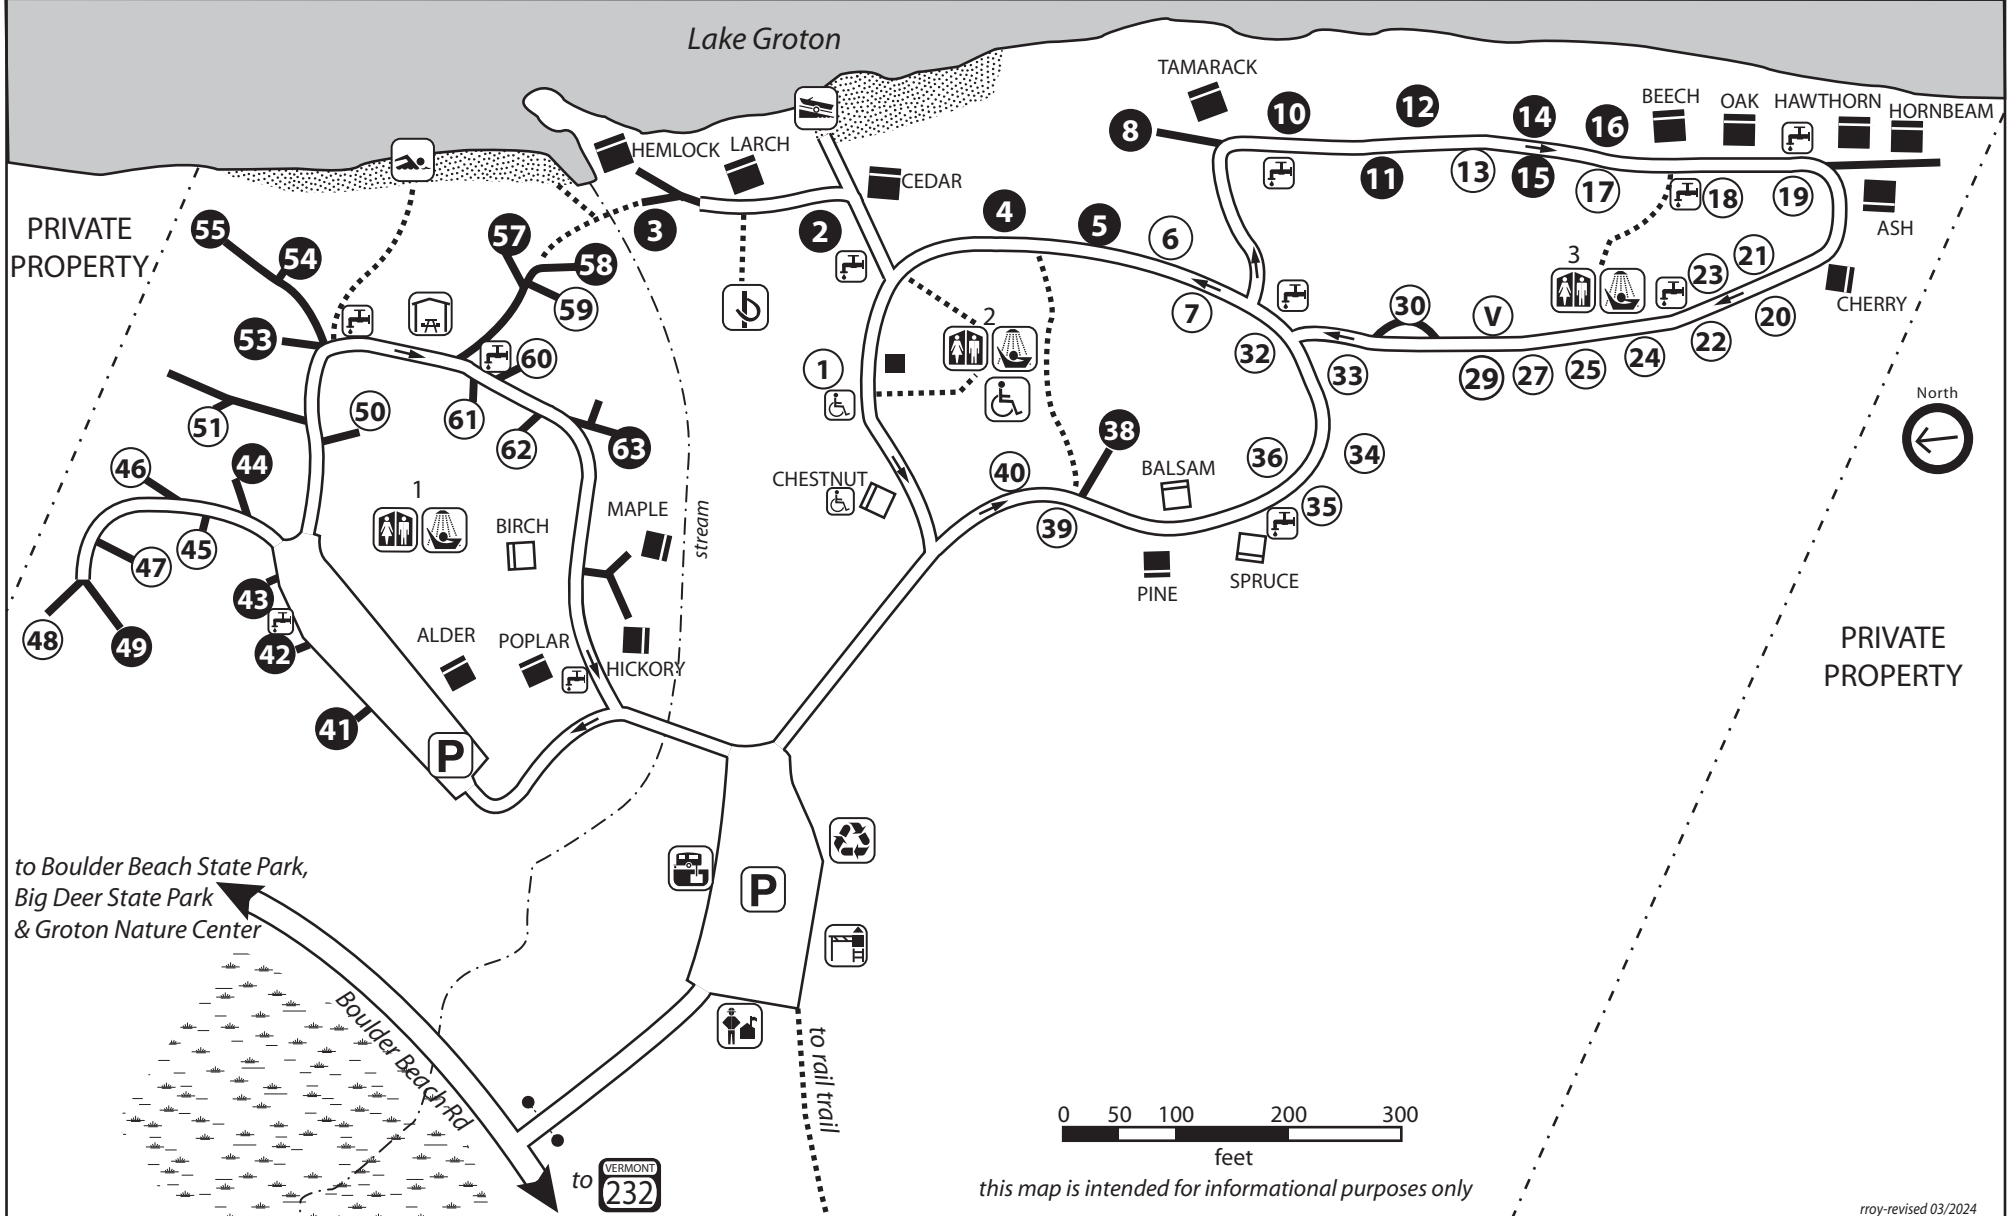 Lake Groton
TAMARACK
BEECH
OAK
HAWTHORN
HORNBEAM
8
10
12
14
16
HEMLOCK
LARCH
CEDAR
11
13
15
17
18
19
ASH
PRIVATE
PROPERTY
55
54
57
58
59
3
2
4
5
6
7
3
23
21
CHERRY
53
60
2
1
30
V
20
22
24
25
27
29
32
33
North
51
50
61
62
63
38
40
39
36
34
35
46
44
45
47
48
49
43
42
41
1
BIRCH
MAPLE
stream
CHESTNUT
BALSAM
PINE
SPRUCE
ALDER
POPLAR
HICKORY
PRIVATE
PROPERTY
P
P
to Boulder Beach State Park,
Big Deer State Park
& Groton Nature Center
Boulder Beach Rd
to rail trail
to
VERMONT
232
0 50 100 200 300
feet
this map is intended for informational purposes only
rroy-revised 03/2024